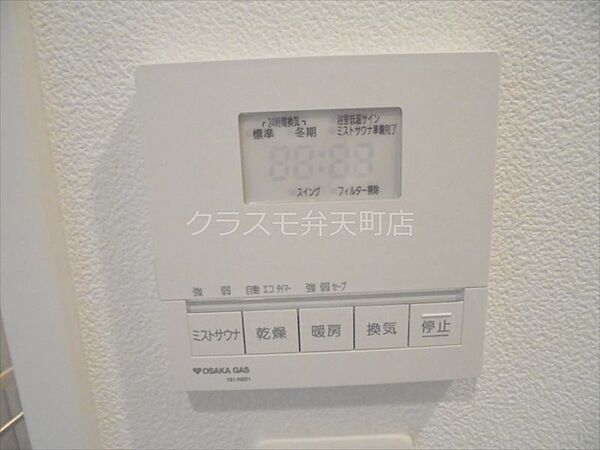 ┌24時間換気┐
標準 冬期
浴室低温サイン
ミストサウナ準備完了
88:88
スイング フィルター掃除
クラスモ弁天町店
強 弱 自動 エコ タイマー 強 弱 セーブ
ミストサウナ 乾燥 暖房 換気 停止
OSAKA GAS